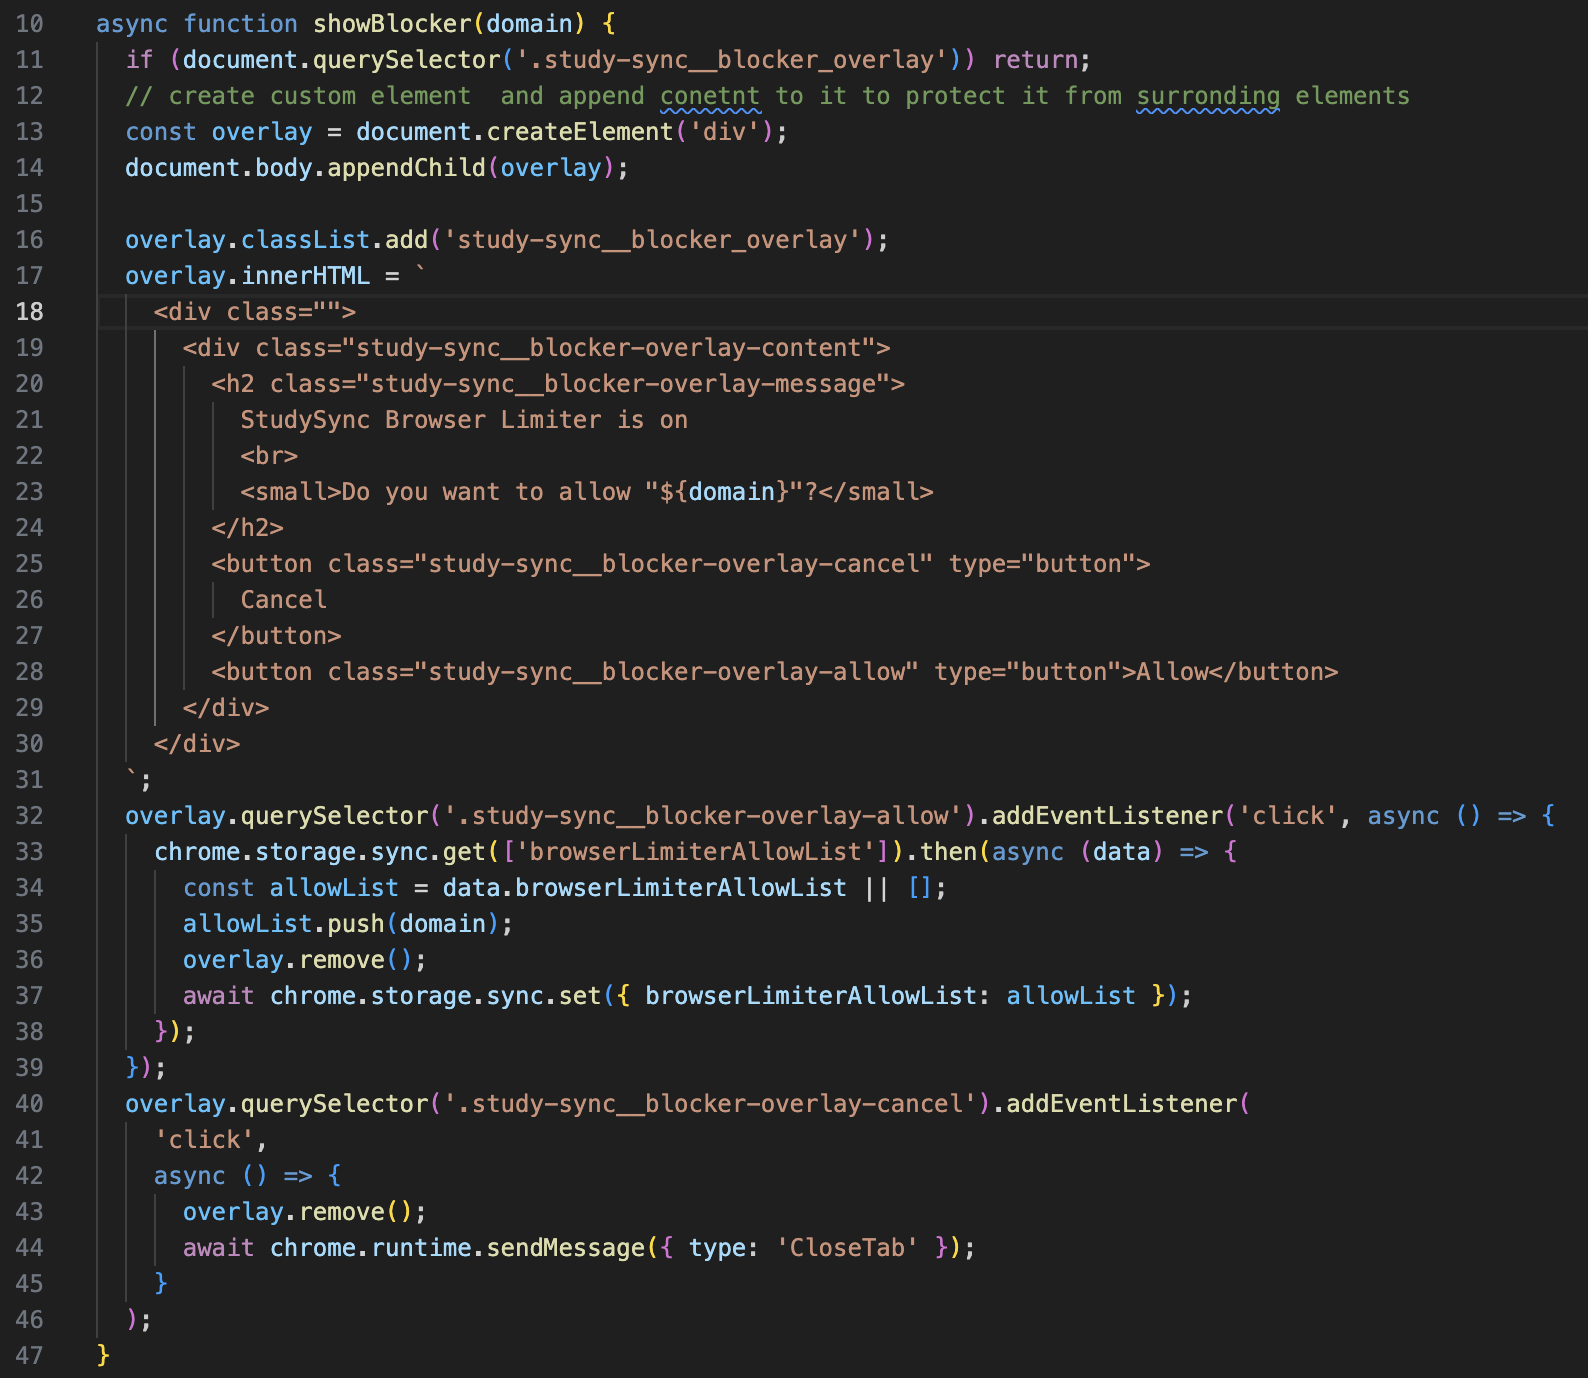 10 async function showBlocker(domain) {
11 if (document.querySelector('.study-sync__blocker_overlay')) return;
12 // create custom element  and append conetnt to it to protect it from surronding elements
13 const overlay = document.createElement('div');
14 document.body.appendChild(overlay);
15
16 overlay.classList.add('study-sync__blocker_overlay');
17 overlay.innerHTML = `
18 <div class="">
19 <div class="study-sync__blocker-overlay-content">
20 <h2 class="study-sync__blocker-overlay-message">
21 StudySync Browser Limiter is on
22 <br>
23 <small>Do you want to allow "${domain}"?</small>
24 </h2>
25 <button class="study-sync__blocker-overlay-cancel" type="button">
26 Cancel
27 </button>
28 <button class="study-sync__blocker-overlay-allow" type="button">Allow</button>
29 </div>
30 </div>
31 `;
32 overlay.querySelector('.study-sync__blocker-overlay-allow').addEventListener('click', async () => {
33 chrome.storage.sync.get(['browserLimiterAllowList']).then(async (data) => {
34 const allowList = data.browserLimiterAllowList || [];
35 allowList.push(domain);
36 overlay.remove();
37 await chrome.storage.sync.set({ browserLimiterAllowList: allowList });
38 });
39 });
40 overlay.querySelector('.study-sync__blocker-overlay-cancel').addEventListener(
41 'click',
42 async () => {
43 overlay.remove();
44 await chrome.runtime.sendMessage({ type: 'CloseTab' });
45 }
46 );
47 }